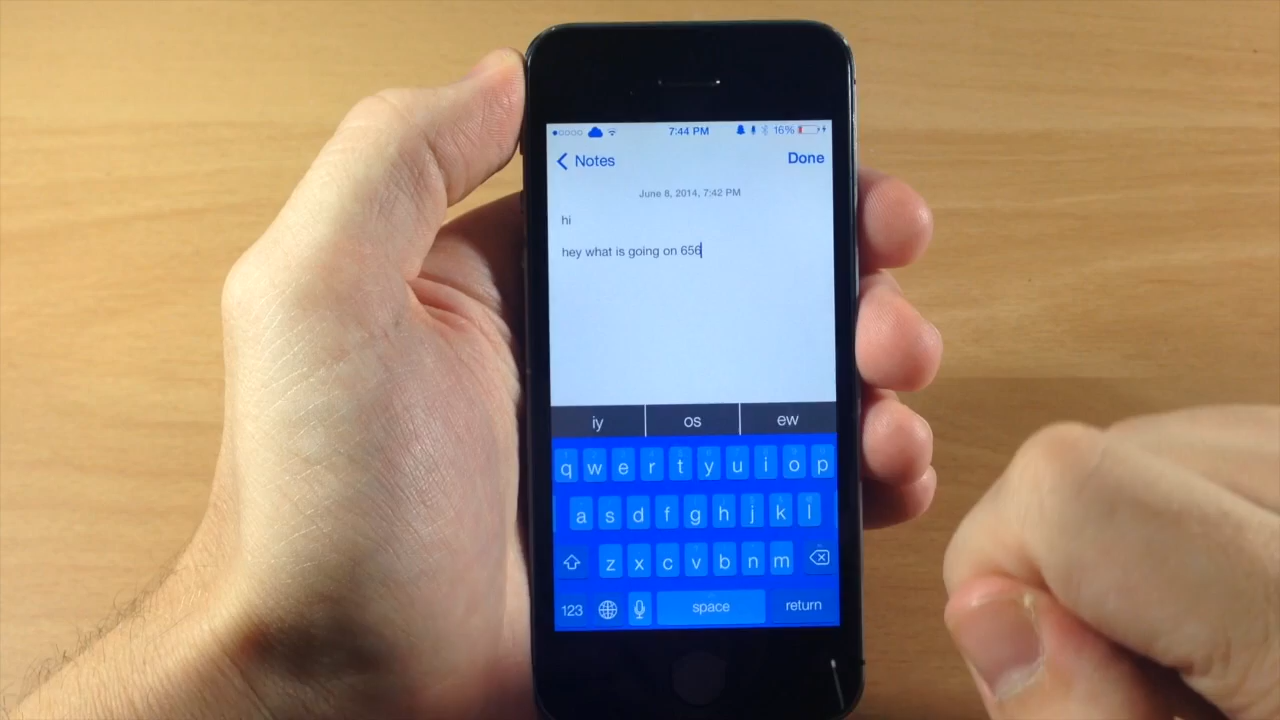 7:44 PM 16%
Notes Done
June 8, 2014, 7:42 PM
hi
hey what is going on 656
iy os ew
q w e r t y u i o p
a s d f g h j k l
z x c v b n m
123 space return